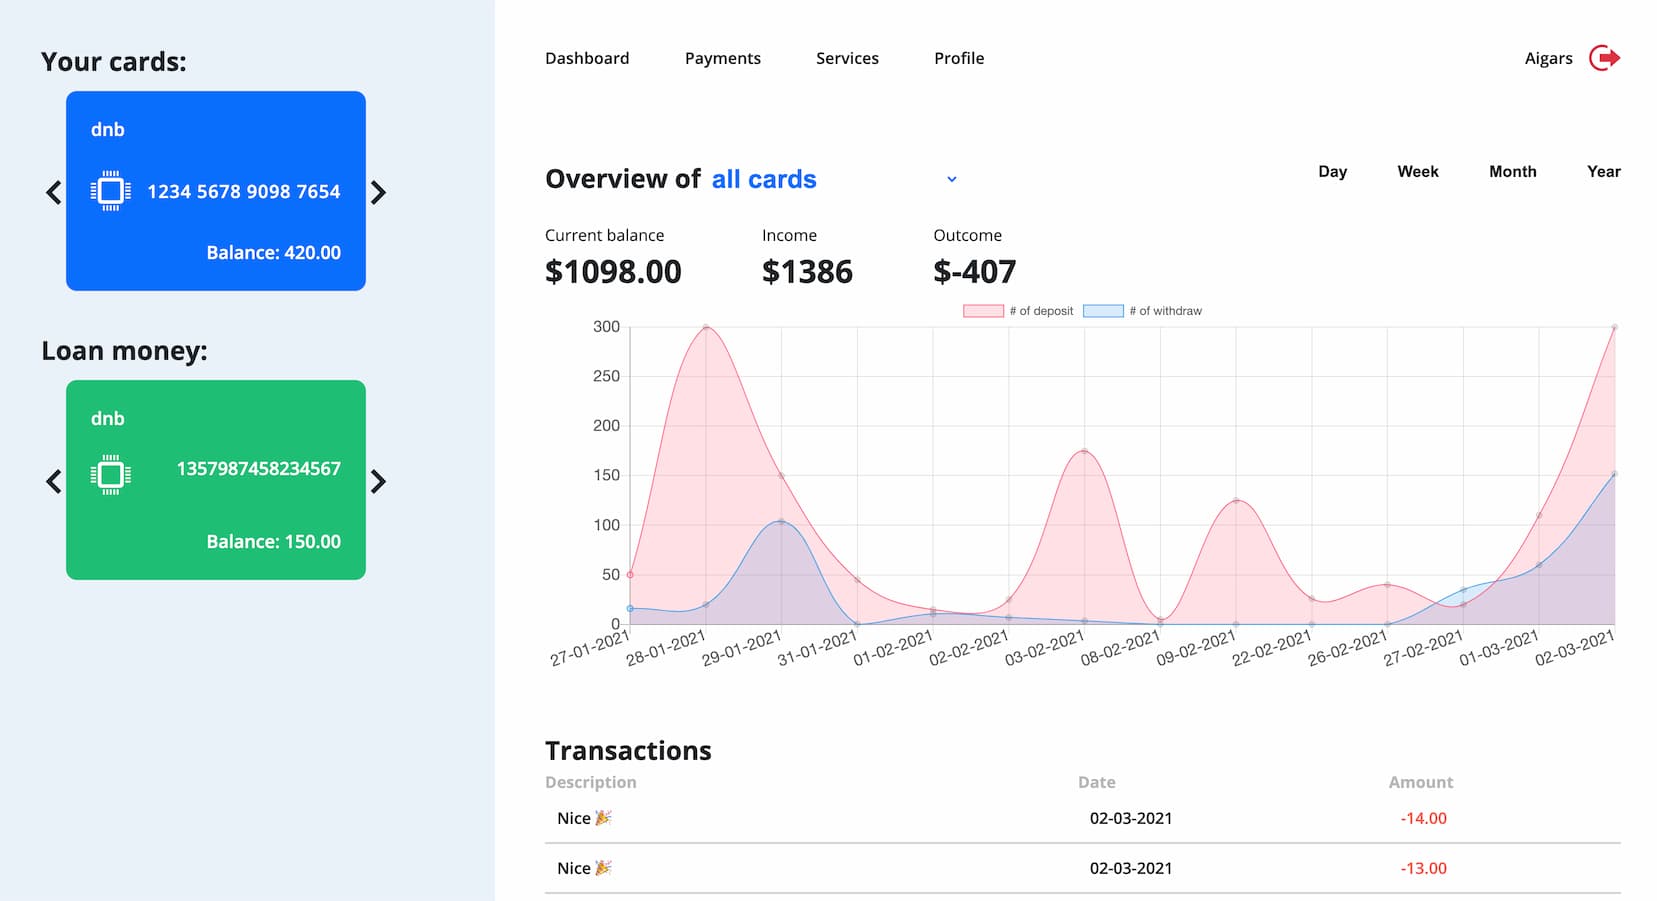 Your cards:
dnb
1234 5678 9098 7654
Balance: 420.00
Loan money:
dnb
1357987458234567
Balance: 150.00
Dashboard Payments Services Profile Aigars
Overview of all cards
Day Week Month Year
Current balance Income Outcome
$1098.00 $1386 $-407
# of deposit # of withdraw
300
250
200
150
100
50
0
27-01-2021 28-01-2021 29-01-2021 31-01-2021 01-02-2021 02-02-2021 03-02-2021 08-02-2021 09-02-2021 22-02-2021 26-02-2021 27-02-2021 01-03-2021 02-03-2021
Transactions
Description Date Amount
Nice 🎉 02-03-2021 -14.00
Nice 🎉 02-03-2021 -13.00